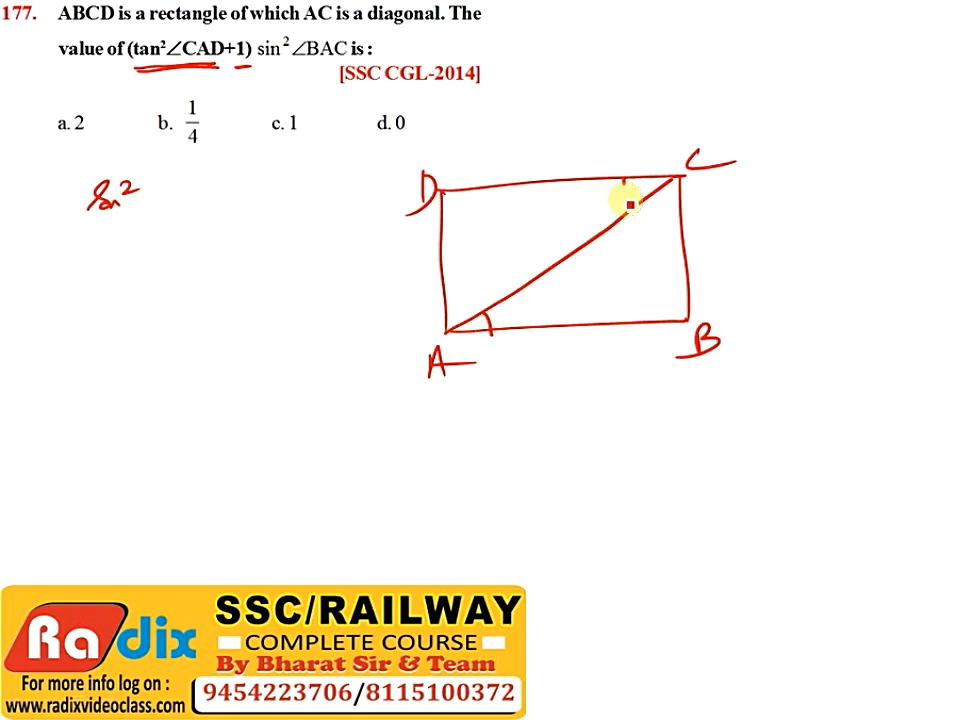 177. ABCD is a rectangle of which AC is a diagonal. The
value of (tan²∠CAD+1) sin²∠BAC is :
[SSC CGL-2014]
a. 2 b. 1/4 c. 1 d. 0
D C
A B
Radix
For more info log on :
www.radixvideoclass.com
SSC/RAILWAY
COMPLETE COURSE
By Bharat Sir & Team
9454223706/8115100372